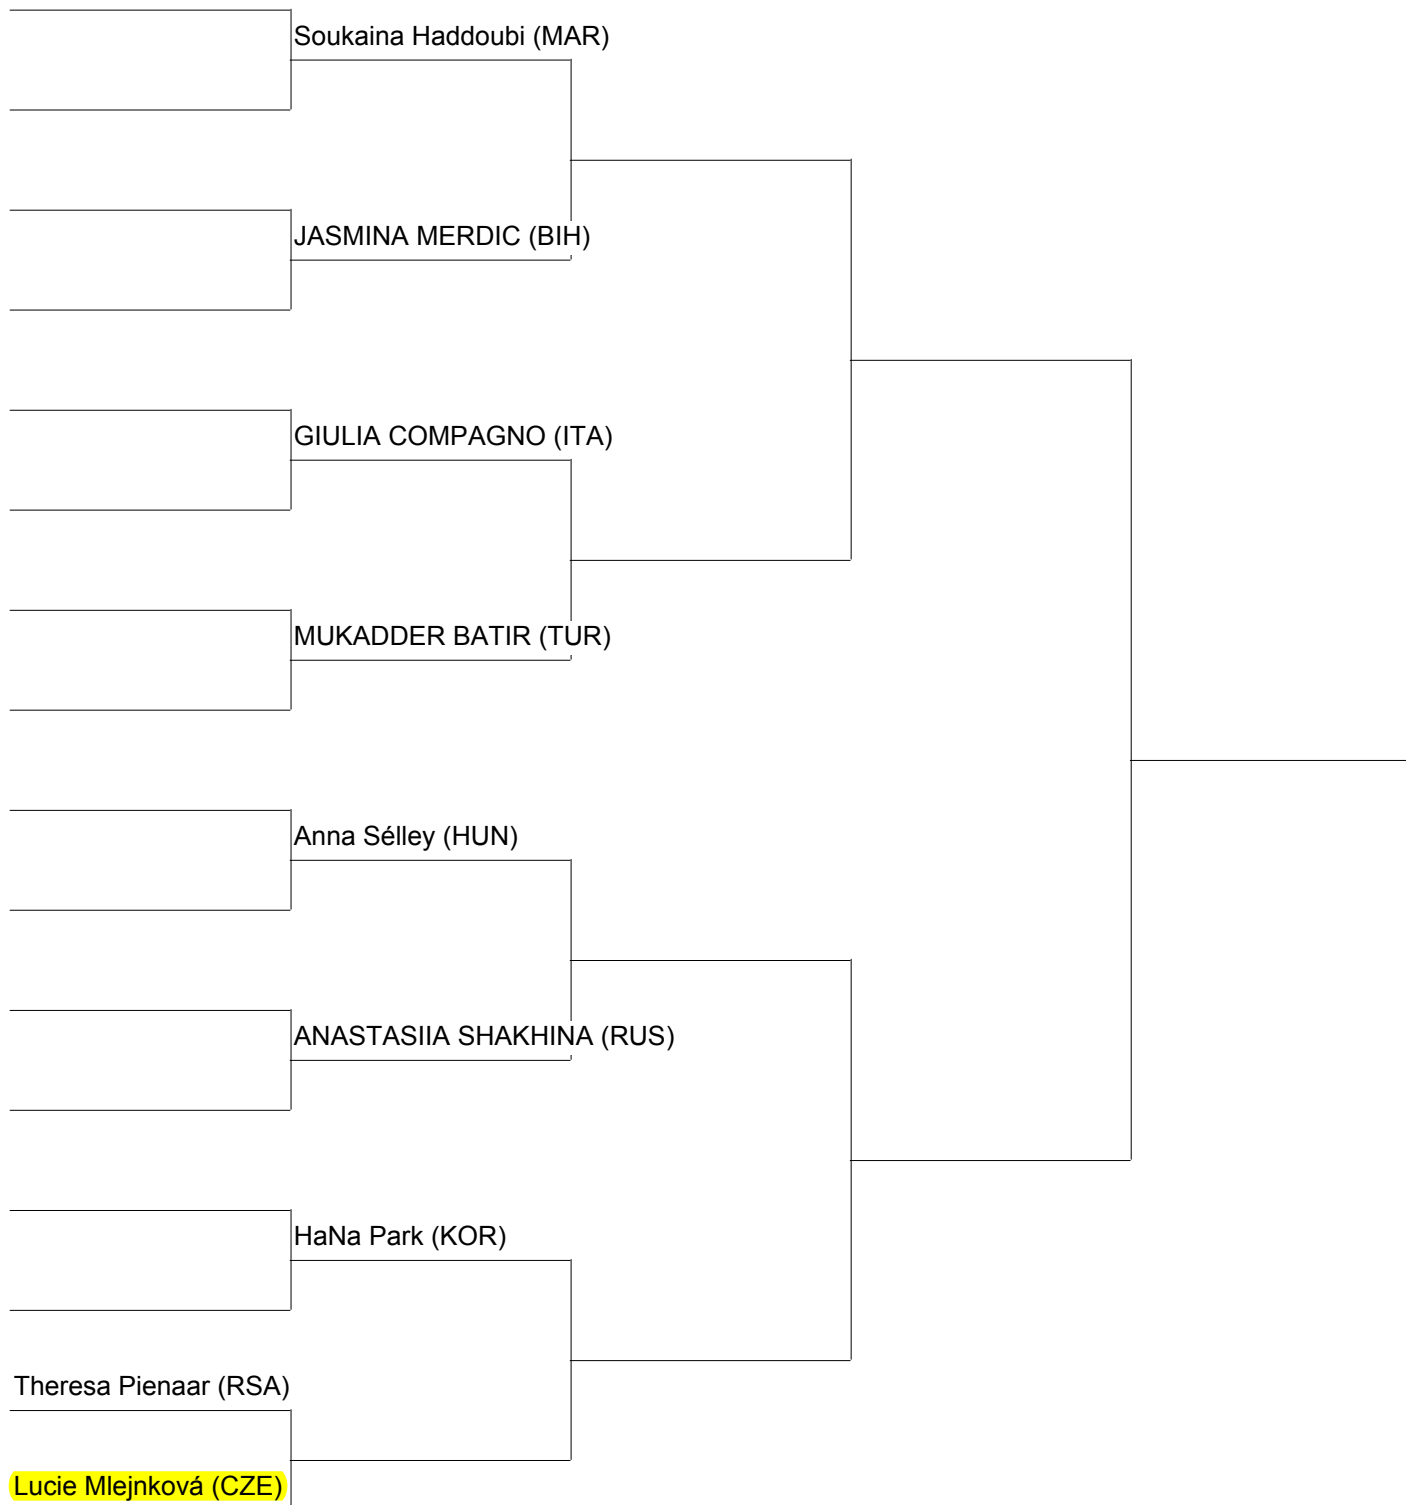 Soukaina Haddoubi (MAR)
JASMINA MERDIC (BIH)
GIULIA COMPAGNO (ITA)
MUKADDER BATIR (TUR)
Anna Sélley (HUN)
ANASTASIIA SHAKHINA (RUS)
HaNa Park (KOR)
Theresa Pienaar (RSA)
Lucie Mlejnková (CZE)